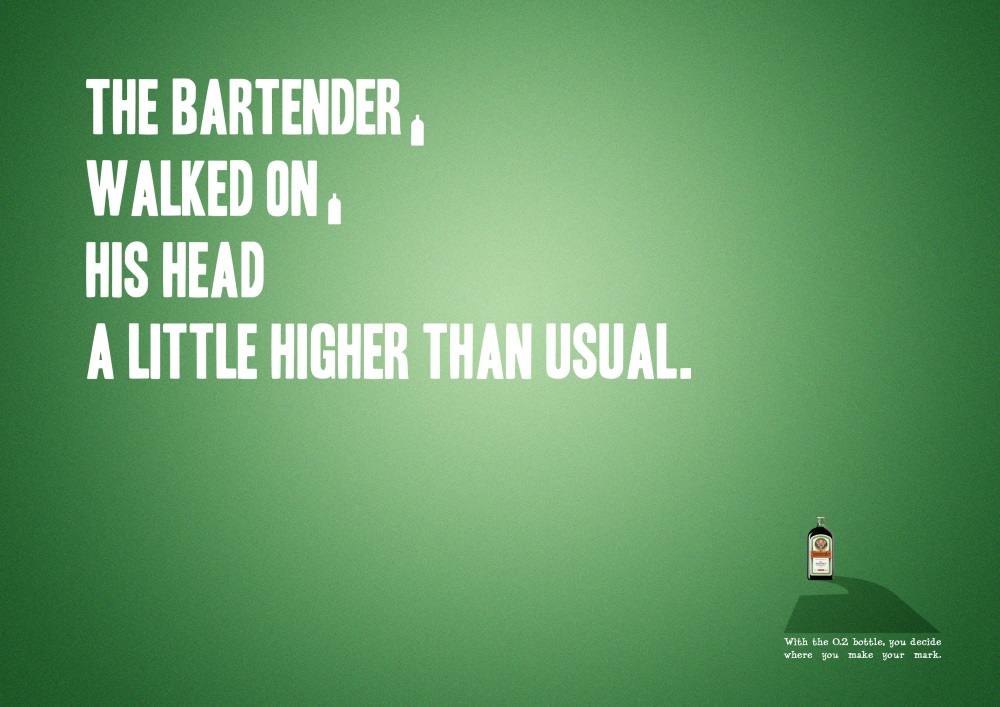 THE BARTENDER
WALKED ON
HIS HEAD
A LITTLE HIGHER THAN USUAL.
With the 0.2 bottle, you decide
where you make your mark.